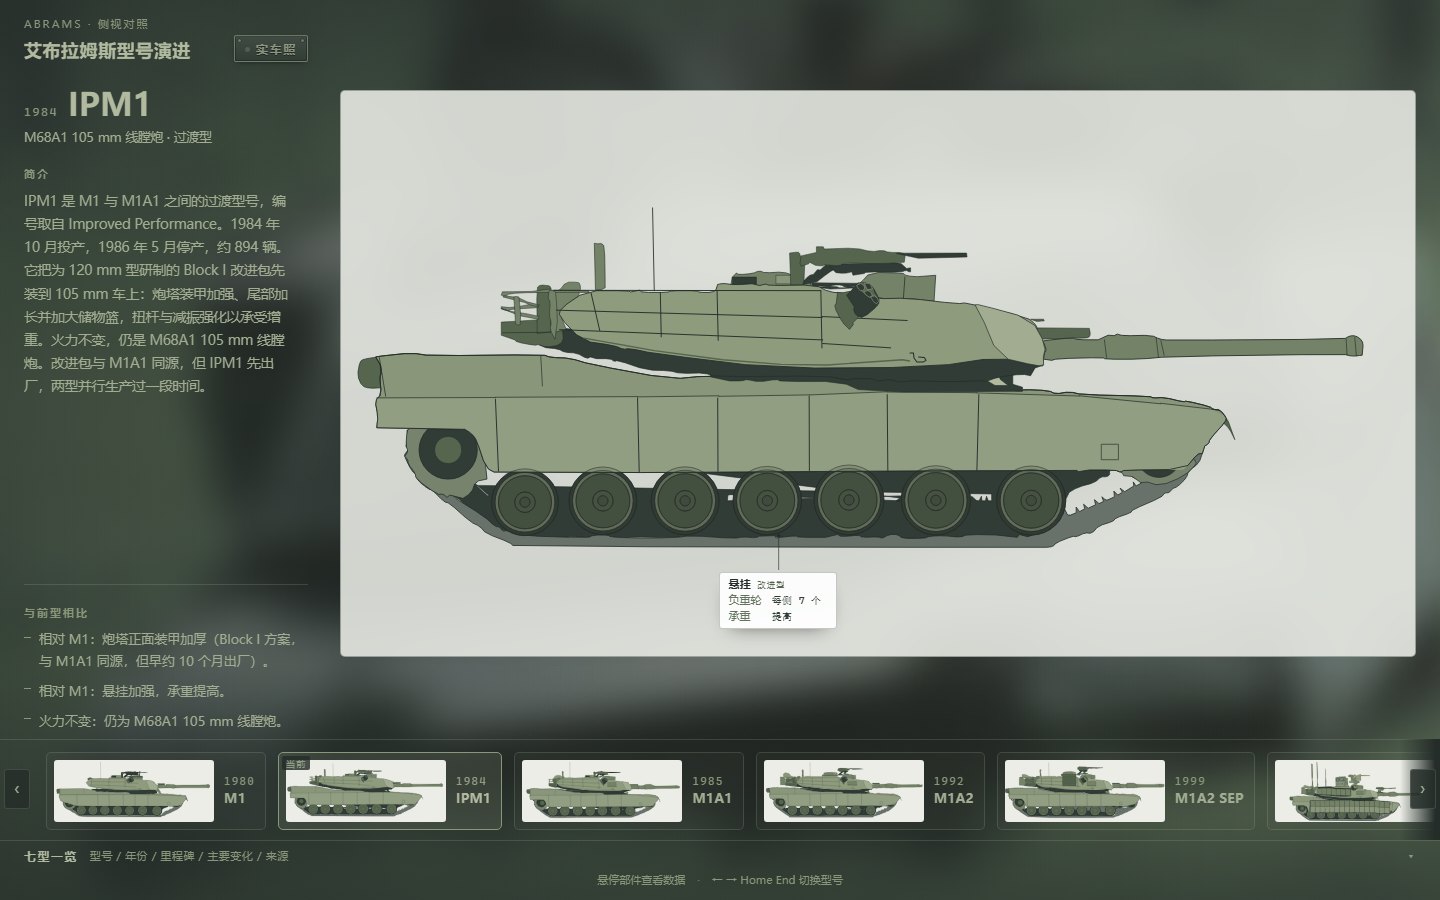 ABRAMS · 侧视对照
艾布拉姆斯型号演进
实车照
1984 IPM1
M68A1 105 mm 线膛炮 · 过渡型
简介
IPM1 是 M1 与 M1A1 之间的过渡型号，编
号取自 Improved Performance。1984 年
10 月投产，1986 年 5 月停产，约 894 辆。
它把为 120 mm 型研制的 Block I 改进包先
装到 105 mm 车上：炮塔装甲加强、尾部加
长并加大储物篮，扭杆与减振强化以承受增
重。火力不变，仍是 M68A1 105 mm 线膛
炮。改进包与 M1A1 同源，但 IPM1 先出
厂，两型并行生产过一段时间。
悬挂 改进型
负重轮 每侧 7 个
承重 提高
与前型相比
– 相对 M1：炮塔正面装甲加厚（Block I 方案，
与 M1A1 同源，但早约 10 个月出厂）。
– 相对 M1：悬挂加强，承重提高。
– 火力不变：仍为 M68A1 105 mm 线膛炮。
‹
1980
M1
当前
1984
IPM1
1985
M1A1
1992
M1A2
1999
M1A2 SEP
›
七型一览 型号 / 年份 / 里程碑 / 主要变化 / 来源
悬停部件查看数据 · ←→ Home End 切换型号